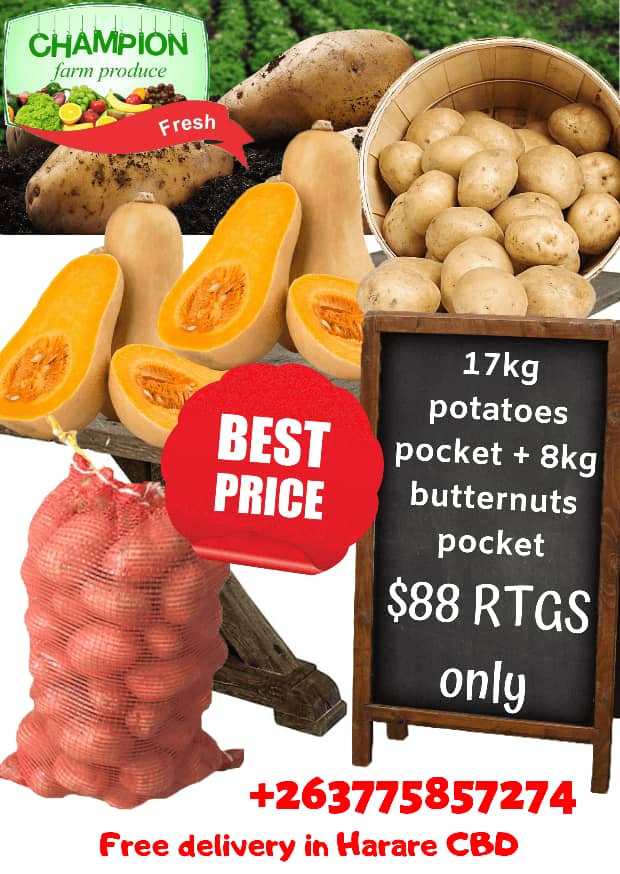 CHAMPION
farm produce
Fresh
BEST
PRICE
17kg
potatoes
pocket + 8kg
butternuts
pocket
$88 RTGS
only
+263775857274
Free delivery in Harare CBD